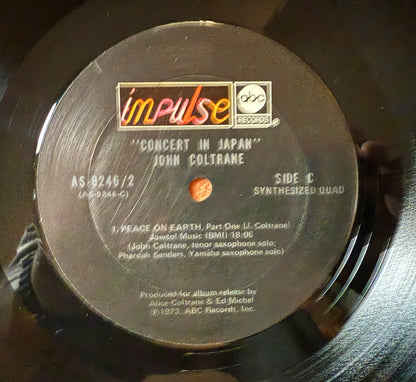 impulse
abc
RECORDS
"CONCERT IN JAPAN"
JOHN COLTRANE
AS-9246/2
(AS-9246-C)
SIDE C
SYNTHESIZED QUAD
1. PEACE ON EARTH, Part One (J. Coltrane)
Jowcol Music (BMI) 18:06
(John Coltrane, tenor saxophone solo;
Pharoah Sanders, Yamaha saxophone solo)
Produced for album release by
Alice Coltrane & Ed Michel
℗1973, ABC Records, Inc.